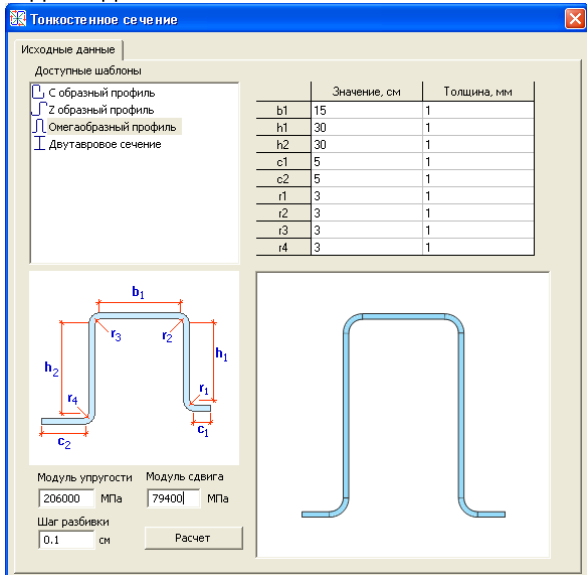 Тонкостенное сечение
Исходные данные
Доступные шаблоны
С образный профиль
Z образный профиль
Омегаобразный профиль
Двутавровое сечение
Значение, см Толщина, мм
b1 15 1
h1 30 1
h2 30 1
c1 5 1
c2 5 1
r1 3 1
r2 3 1
r3 3 1
r4 3 1
b1
r3 r2
h1
h2
r4 r1
c1
c2
Модуль упругости Модуль сдвига
206000 МПа 79400 МПа
Шаг разбивки
0.1 см Расчет